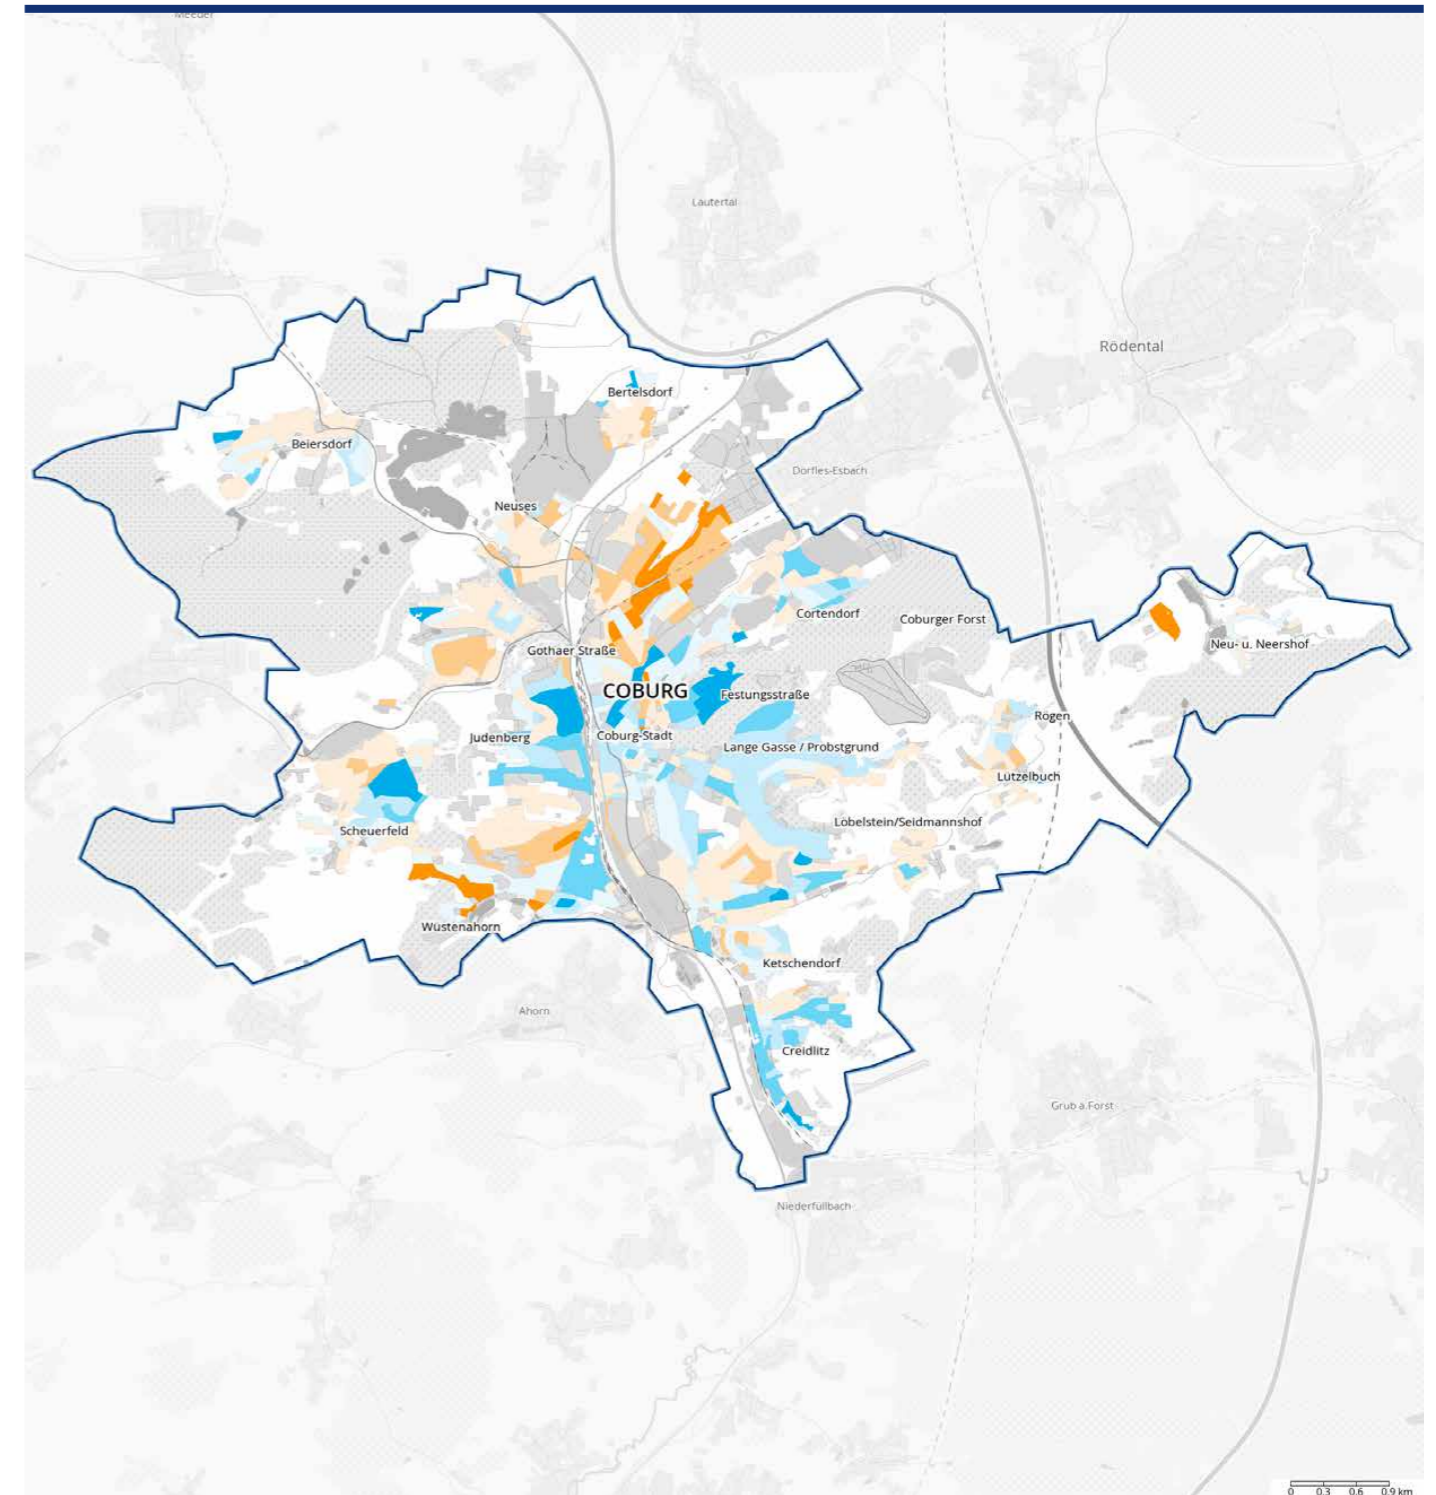 Meeder
Lautertal
Rödental
Bertelsdorf
Beiersdorf
Dörfles-Esbach
Neuses
Cortendorf
Coburger Forst
Neu- u. Neershof
Gothaer Straße
COBURG
Festungsstraße
Rögen
Judenberg
Coburg-Stadt
Lange Gasse / Probstgrund
Lützelbuch
Scheuerfeld
Löbelstein/Seidmannshof
Wüstenahorn
Ketschendorf
Ahorn
Creidlitz
Grub a.Forst
Niederfüllbach
0 0.3 0.6 0.9 km